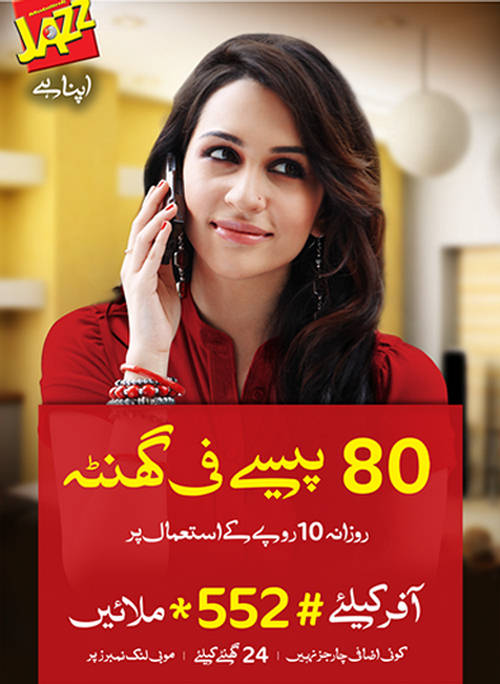 Mobilink
JAZZ
اپنا ہے
80 پیسے فی گھنٹہ
روزانہ 10 روپے کے استعمال پر
آفر کیلئے #552* ملائیں
کوئی اضافی چارجز نہیں | 24 گھنٹے کیلئے | موبی لنک نمبرز پر